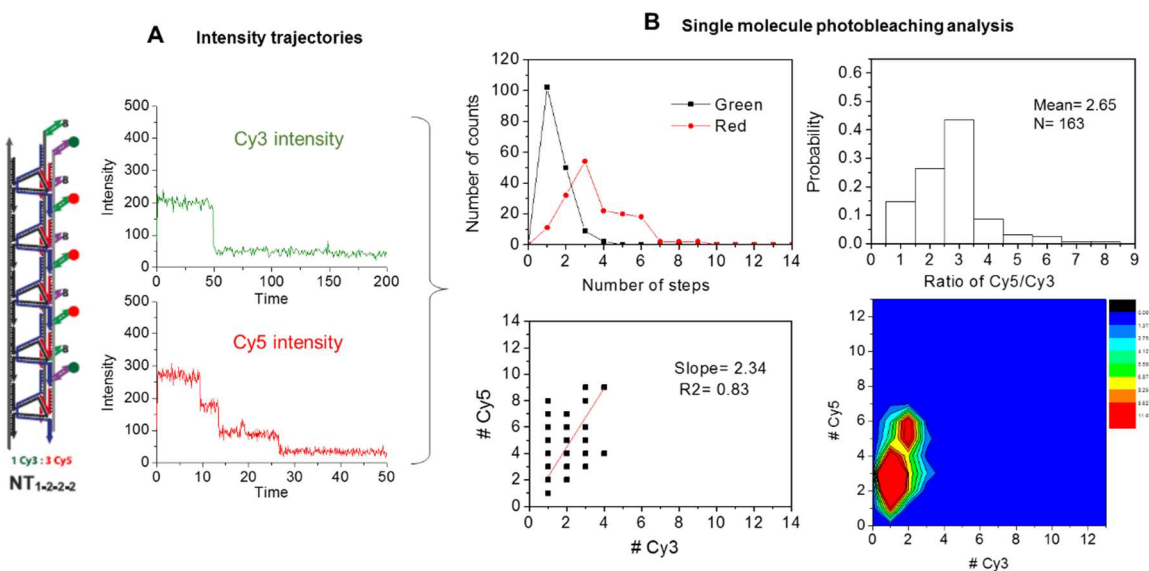 A Intensity trajectories
B Single molecule photobleaching analysis
8
8
8
8
1 Cy3 : 3 Cy5
NT1-2-2-2
Cy3 intensity
Intensity
500
400
300
200
100
0
0 50 100 150 200
Time
Cy5 intensity
Intensity
500
400
300
200
100
0
0 10 20 30 40 50
Time
Green
Red
Number of counts
120
100
80
60
40
20
0
0 2 4 6 8 10 12 14
Number of steps
Mean= 2.65
N= 163
Probability
0.6
0.5
0.4
0.3
0.2
0.1
0.0
1 2 3 4 5 6 7 8 9
Ratio of Cy5/Cy3
Slope= 2.34
R2= 0.83
# Cy5
14
12
10
8
6
4
2
0
0 2 4 6 8 10 12 14
# Cy3
# Cy5
12
10
8
6
4
2
0
0 2 4 6 8 10 12
# Cy3
0.00